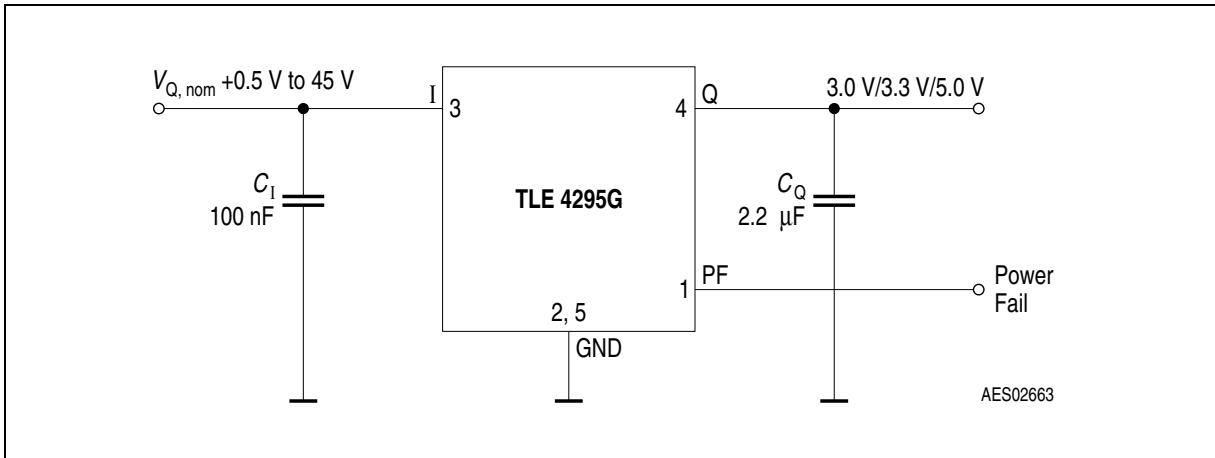 V_Q, nom +0.5 V to 45 V
I
3
4
Q
3.0 V/3.3 V/5.0 V
C_I
100 nF
TLE 4295G
C_Q
2.2 µF
1
PF
Power
Fail
2, 5
GND
AES02663